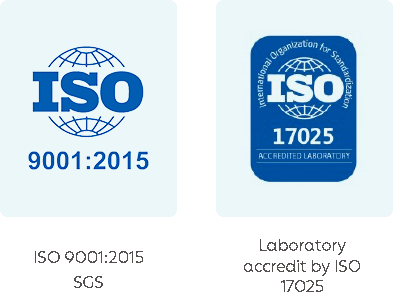 ISO
9001:2015
ISO 9001:2015
SGS
International Organization for Standardization
ISO
17025
ACCREDITED LABORATORY
Laboratory
accredit by ISO
17025